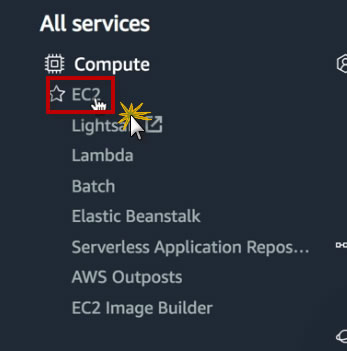 All services
Compute
EC2
Lightsa
Lambda
Batch
Elastic Beanstalk
Serverless Application Repos...
AWS Outposts
EC2 Image Builder